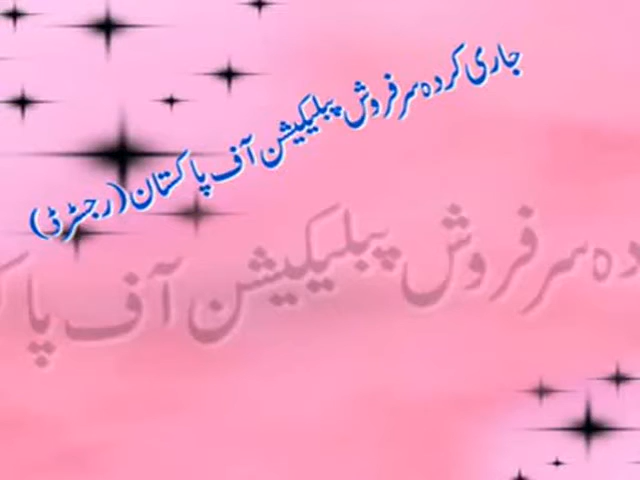 جاری کردہ سرفروش پبلیکیشن آف پاکستان (رجسٹرڈ)
دہ سرفروش پبلیکیشن آف پاک